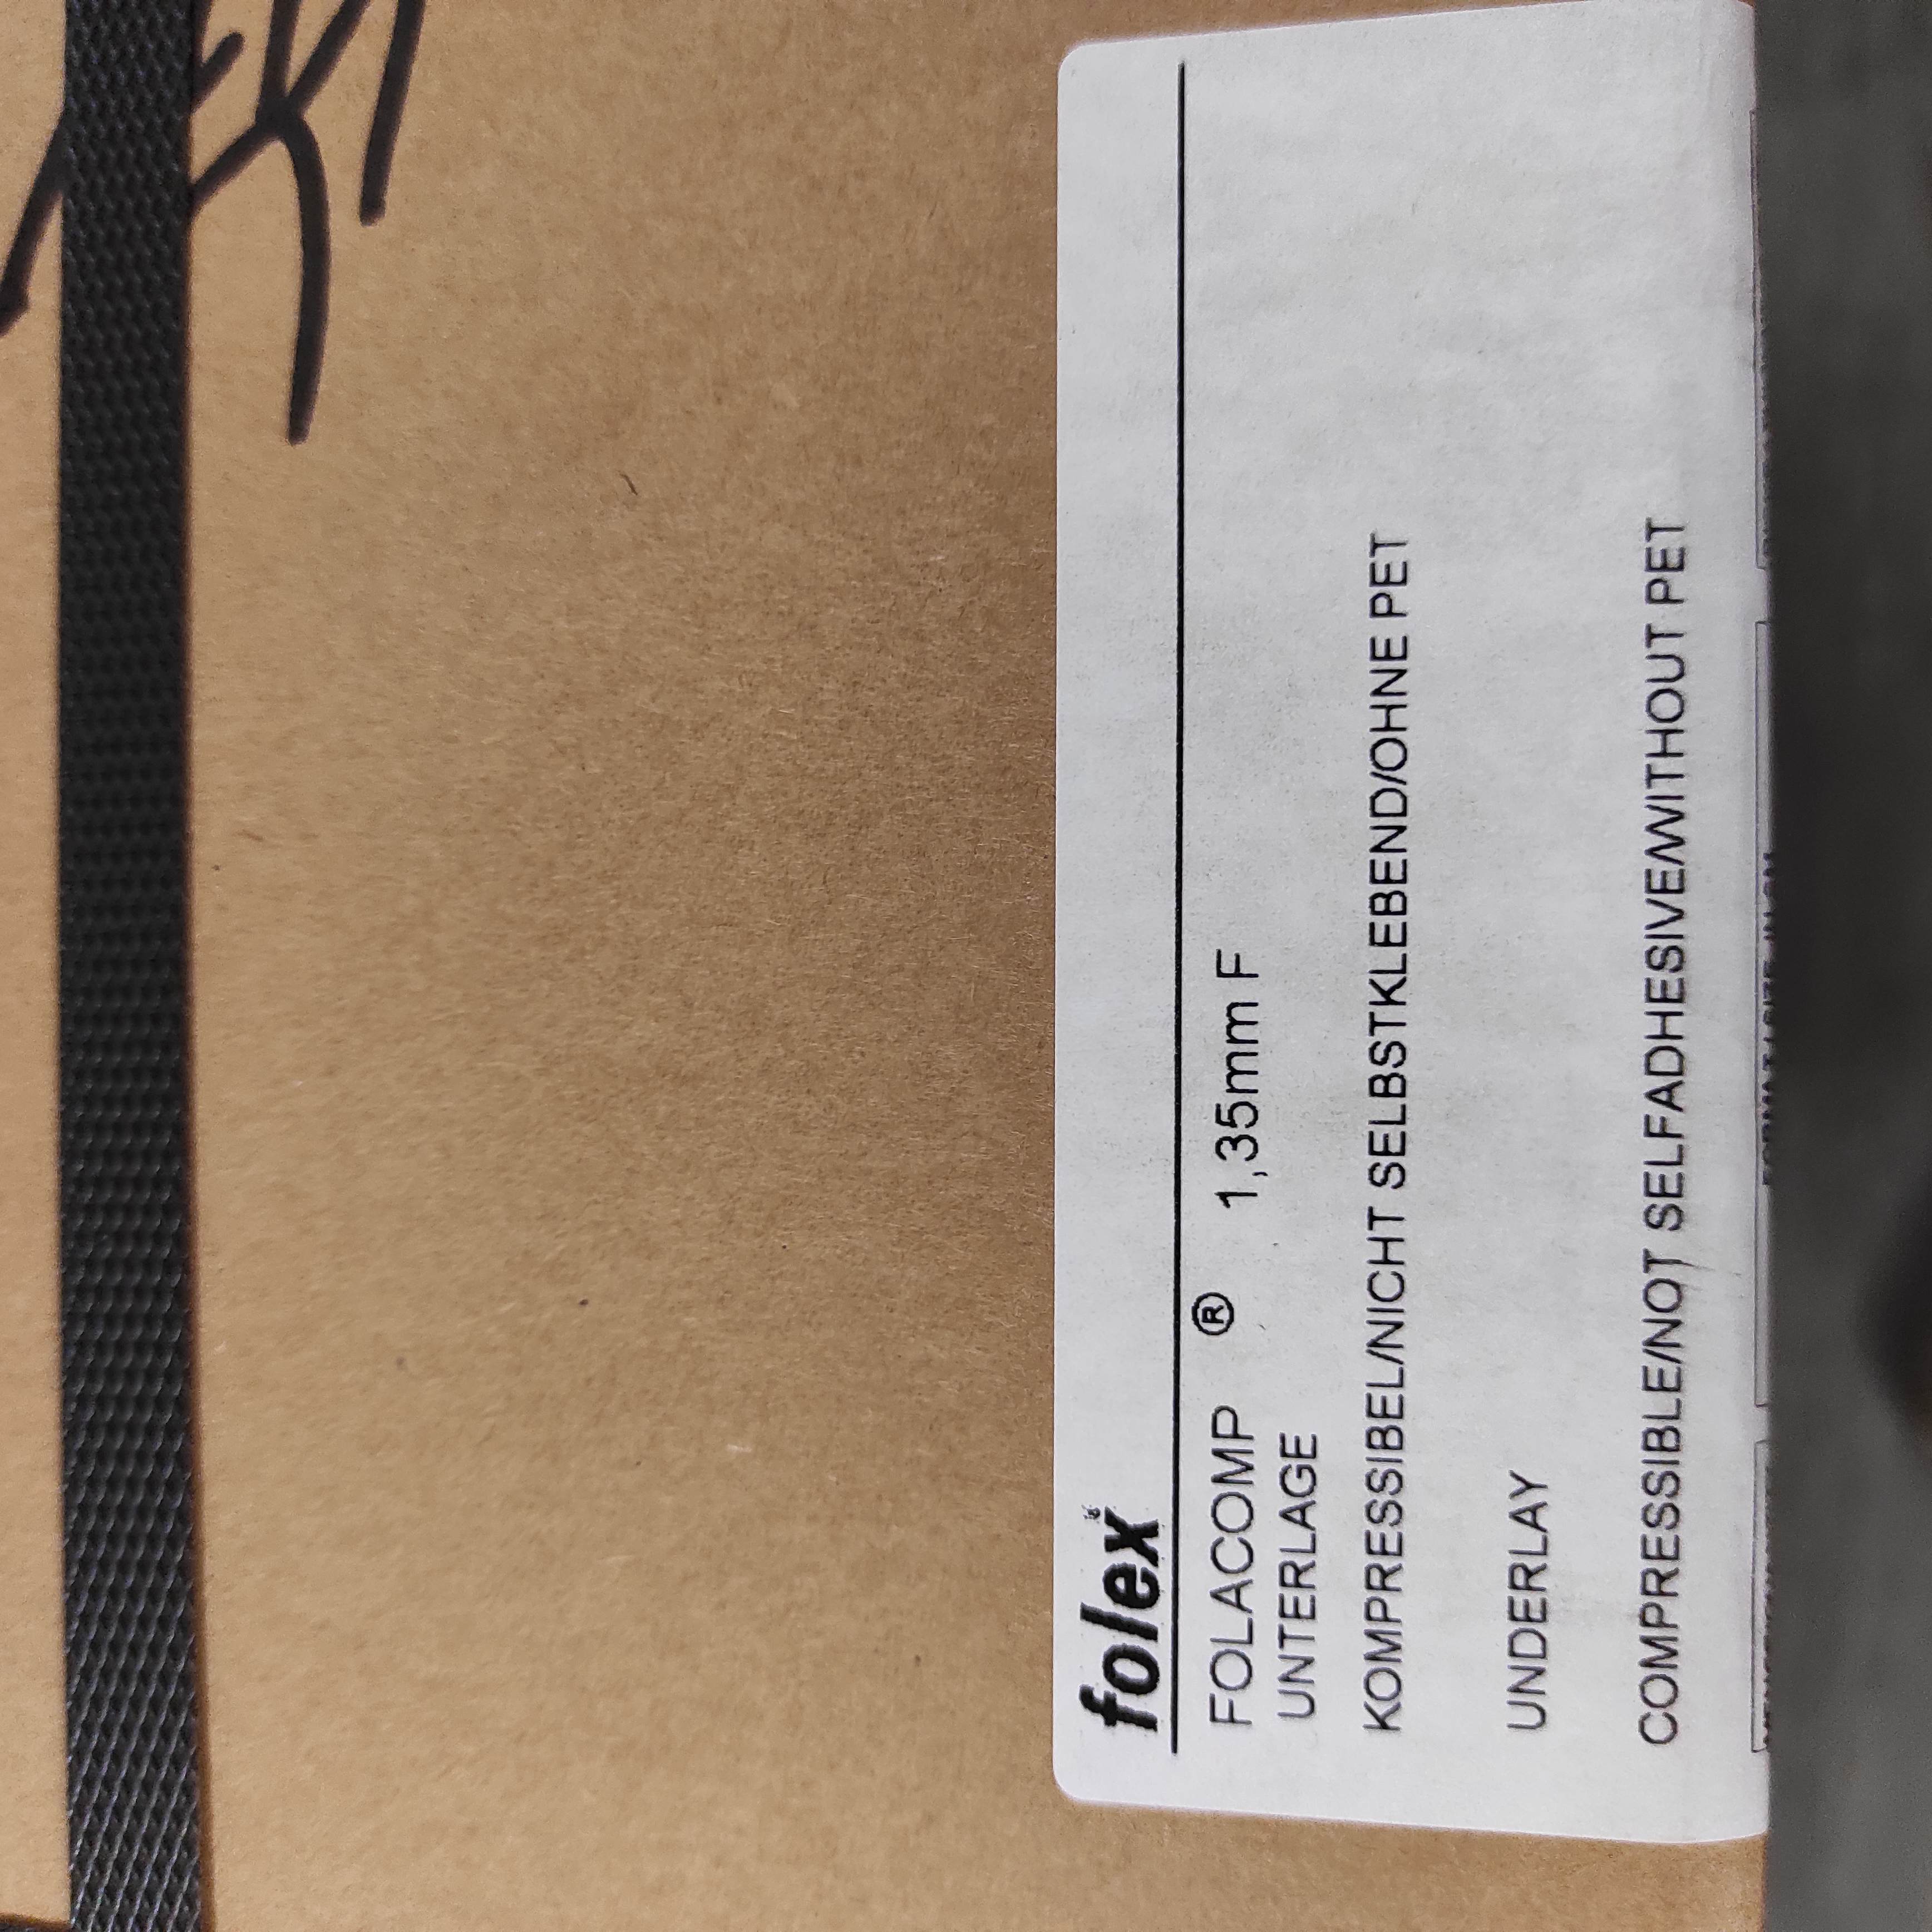 folex®
FOLACOMP ® 1,35mm F
UNTERLAGE
KOMPRESSIBEL/NICHT SELBSTKLEBEND/OHNE PET
UNDERLAY
COMPRESSIBLE/NOT SELFADHESIVE/WITHOUT PET